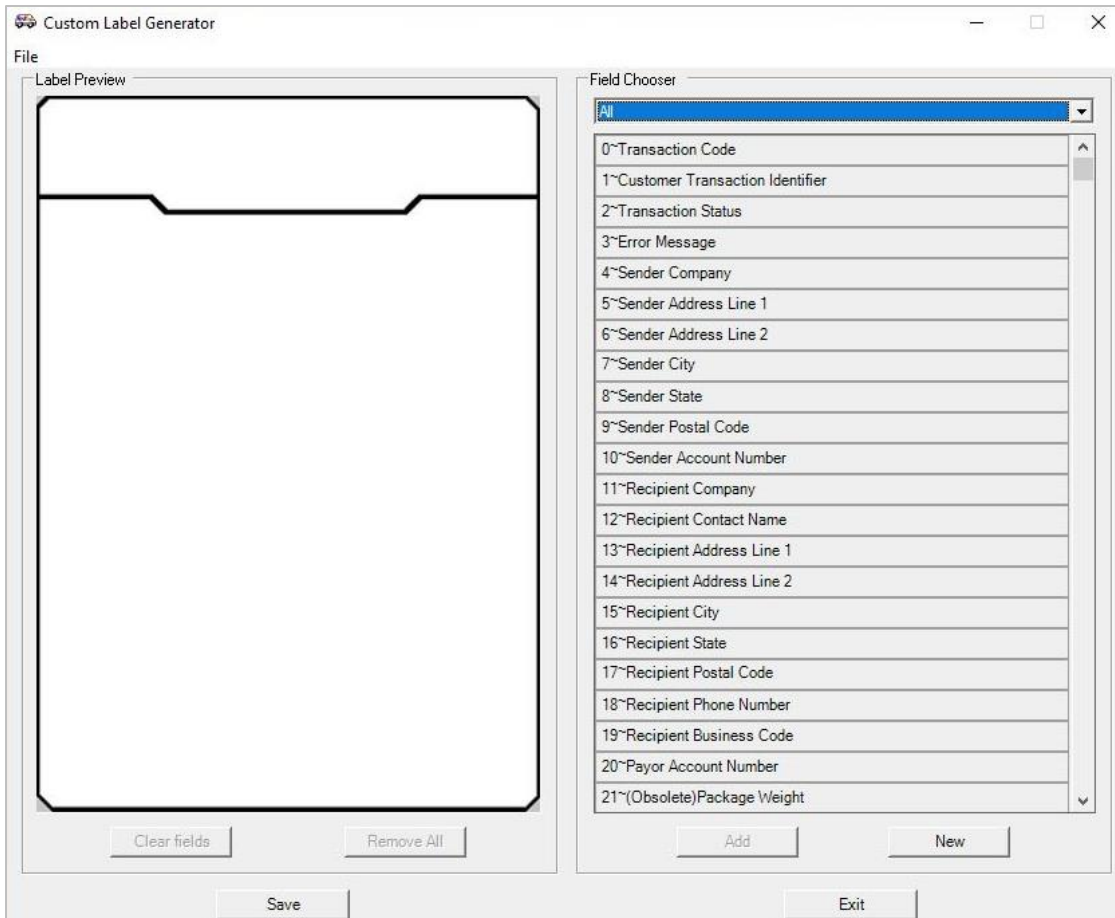 Custom Label Generator
File
Label Preview
Clear fields
Remove All
Field Chooser
All
0~Transaction Code
1~Customer Transaction Identifier
2~Transaction Status
3~Error Message
4~Sender Company
5~Sender Address Line 1
6~Sender Address Line 2
7~Sender City
8~Sender State
9~Sender Postal Code
10~Sender Account Number
11~Recipient Company
12~Recipient Contact Name
13~Recipient Address Line 1
14~Recipient Address Line 2
15~Recipient City
16~Recipient State
17~Recipient Postal Code
18~Recipient Phone Number
19~Recipient Business Code
20~Payor Account Number
21~(Obsolete)Package Weight
Add
New
Save
Exit